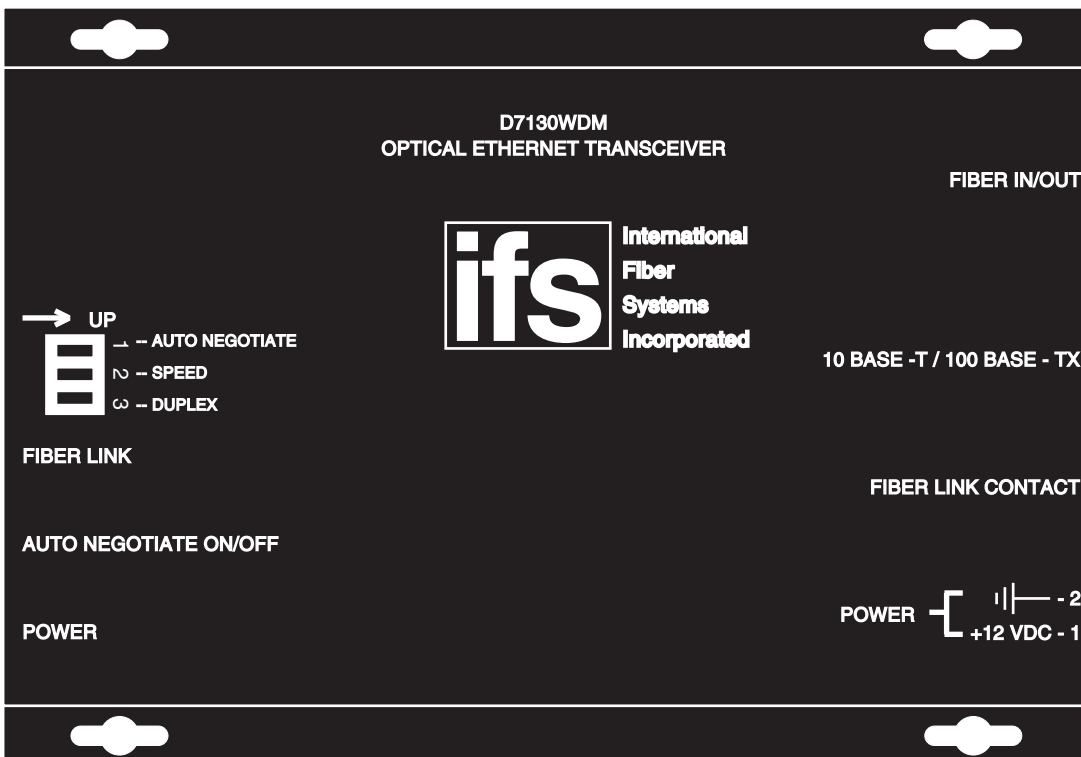 D7130WDM
OPTICAL ETHERNET TRANSCEIVER
FIBER IN/OUT
ifs
International
Fiber
Systems
Incorporated
UP
1 -- AUTO NEGOTIATE
2 -- SPEED
3 -- DUPLEX
10 BASE -T / 100 BASE - TX
FIBER LINK
FIBER LINK CONTACT
AUTO NEGOTIATE ON/OFF
POWER
- 2
+12 VDC - 1
POWER